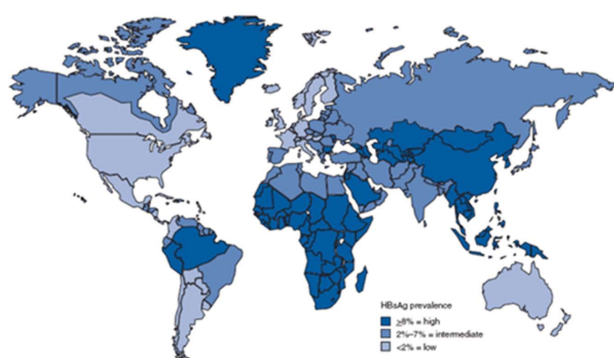 HBsAg prevalence
≥8% = high
2%–7% = intermediate
<2% = low